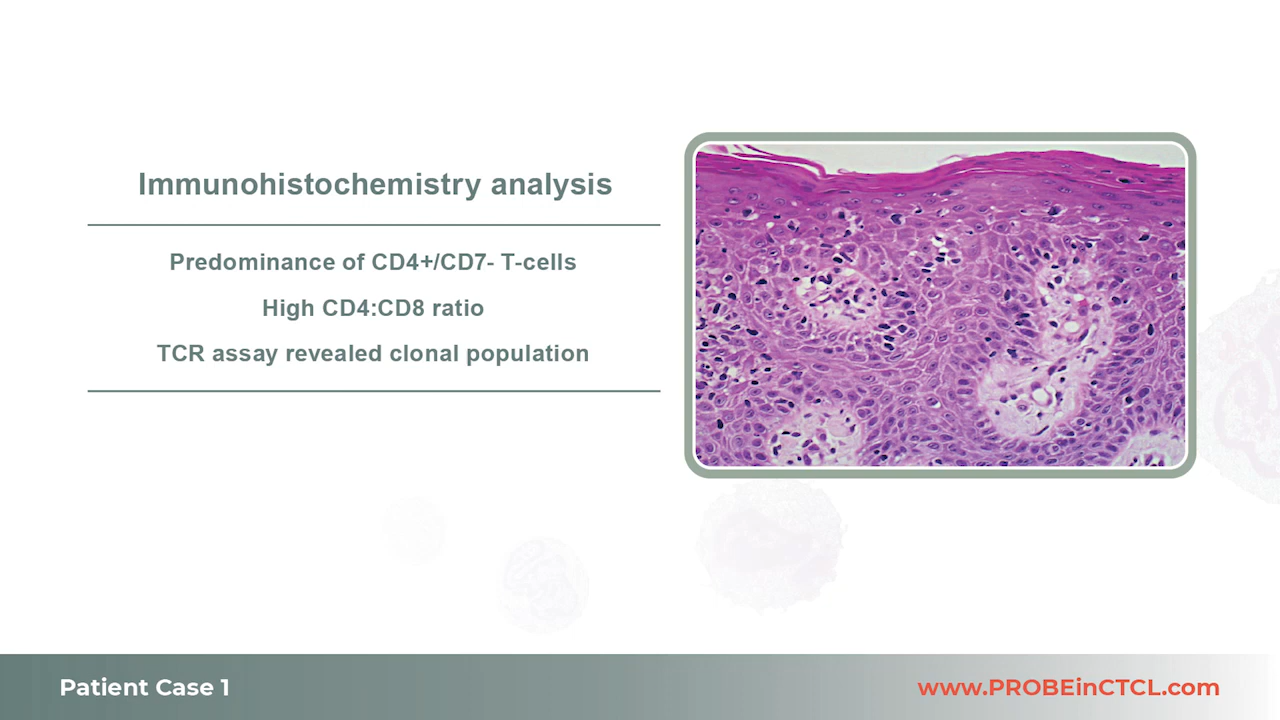 Immunohistochemistry analysis
Predominance of CD4+/CD7- T-cells
High CD4:CD8 ratio
TCR assay revealed clonal population
Patient Case 1
www.PROBEinCTCL.com